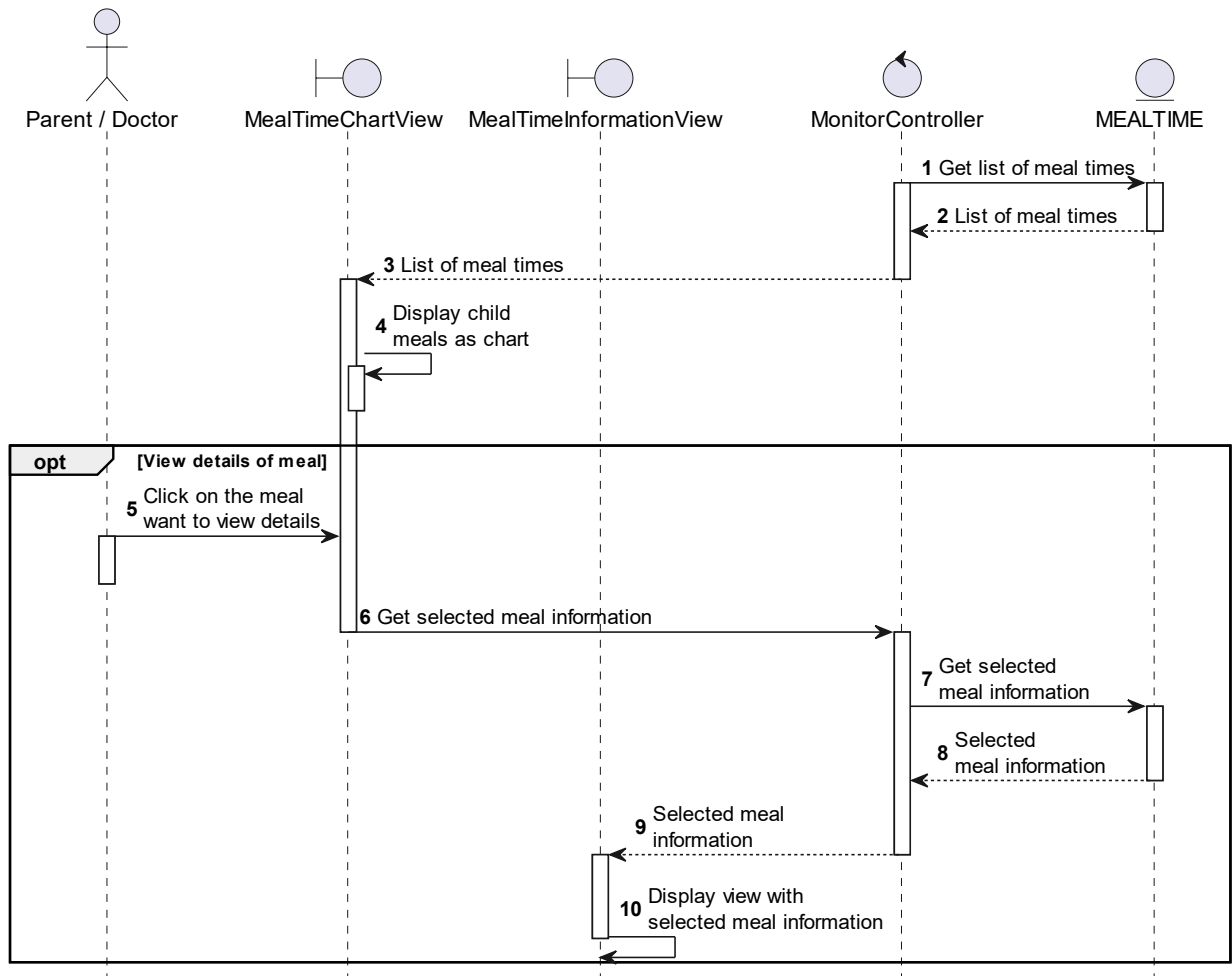 Parent / Doctor
MealTimeChartView
MealTimeInformationView
MonitorController
MEALTIME
1 Get list of meal times
2 List of meal times
3 List of meal times
4 Display child
meals as chart
opt
[View details of meal]
5 Click on the meal
want to view details
6 Get selected meal information
7 Get selected
meal information
8 Selected
meal information
9 Selected meal
information
10 Display view with
selected meal information